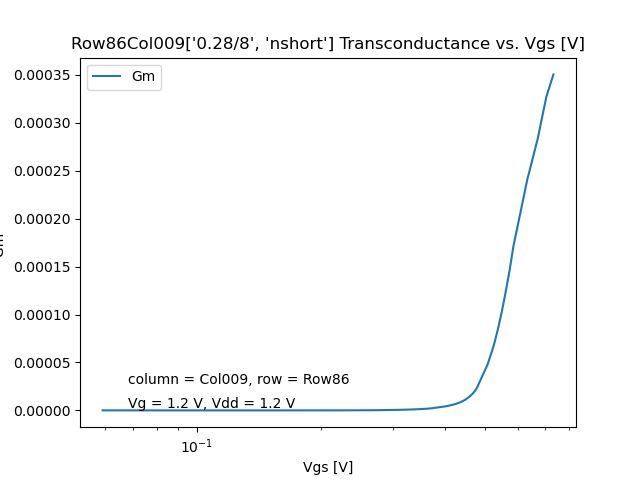 Row86Col009['0.28/8', 'nshort'] Transconductance vs. Vgs [V]
Gm
0.00035
0.00030
0.00025
0.00020
0.00015
0.00010
0.00005
0.00000
Gm
column = Col009, row = Row86
Vg = 1.2 V, Vdd = 1.2 V
10⁻¹
Vgs [V]